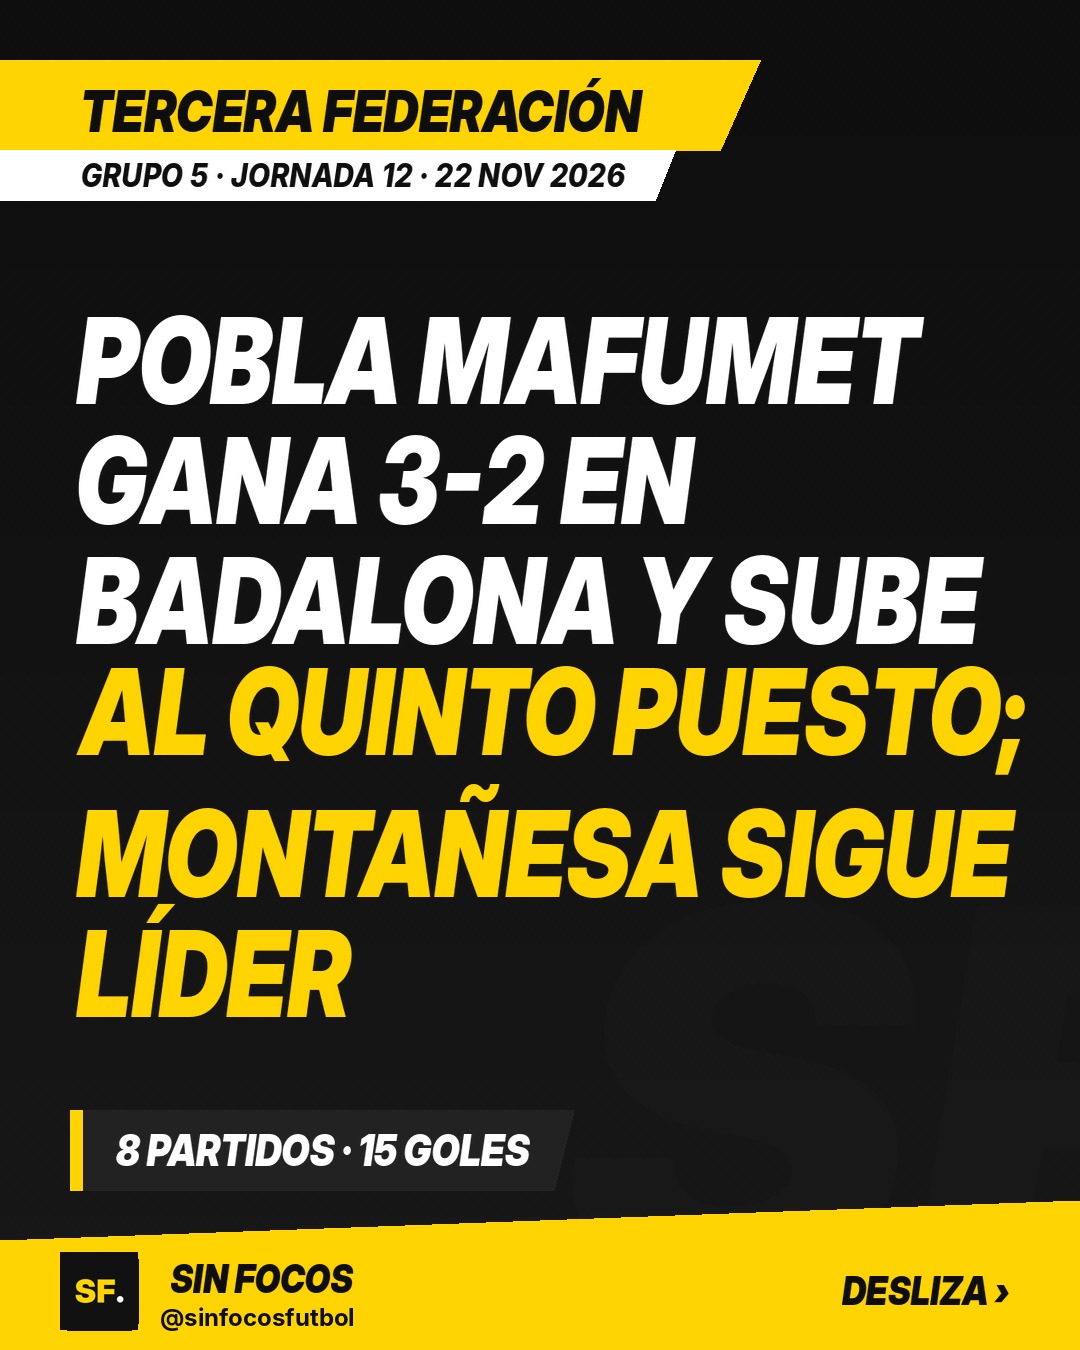 TERCERA FEDERACIÓN
GRUPO 5 · JORNADA 12 · 22 NOV 2026
POBLA MAFUMET
GANA 3-2 EN
BADALONA Y SUBE
AL QUINTO PUESTO;
MONTAÑESA SIGUE
LÍDER
8 PARTIDOS · 15 GOLES
SF.
SIN FOCOS
@sinfocosfutbol
DESLIZA ›